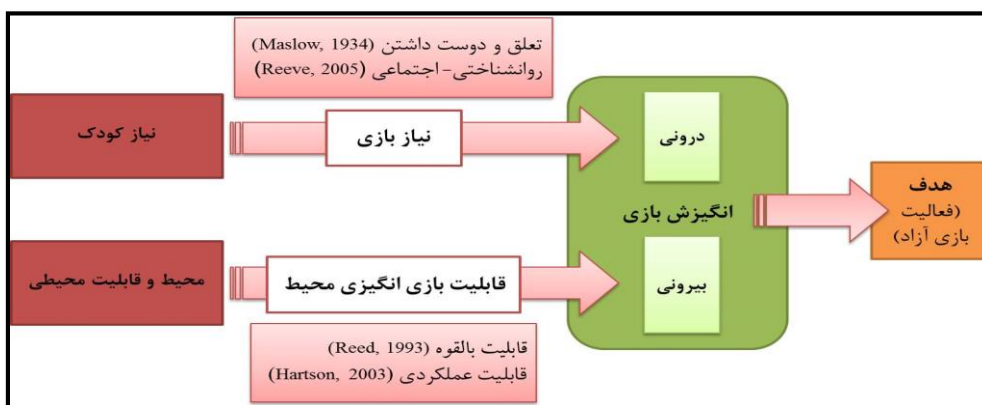 تعلق و دوست داشتن (Maslow, 1934)
روانشناختی-اجتماعی (Reeve, 2005)
نیاز کودک
نیاز بازی
درونی
انگیزش بازی
بیرونی
هدف
(فعالیت
بازی آزاد)
محیط و قابلیت محیطی
قابلیت بازی انگیزی محیط
قابلیت بالقوه (Reed, 1993)
قابلیت عملکردی (Hartson, 2003)